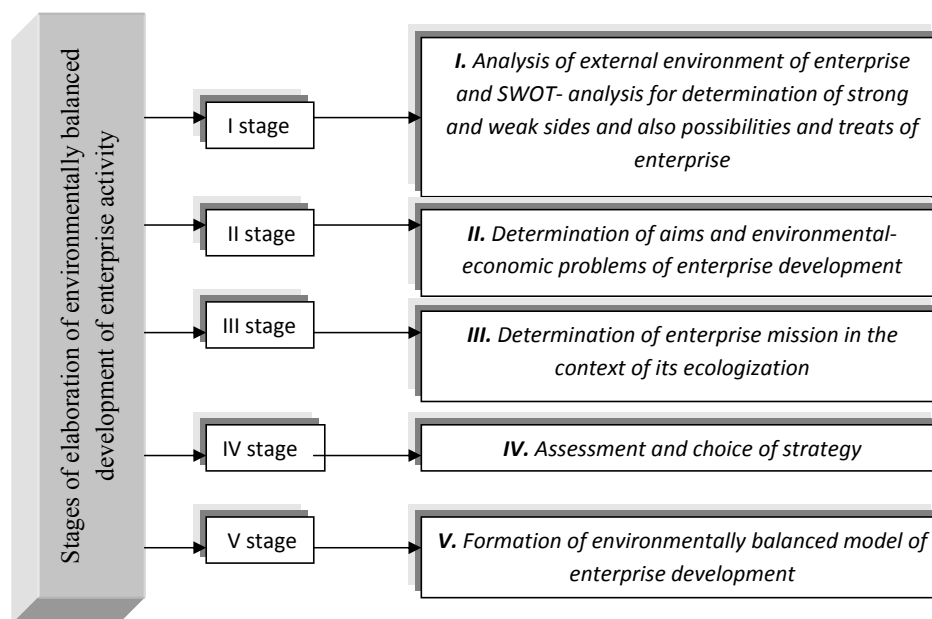 Stages of elaboration of environmentally balanced
development of enterprise activity
I stage
I. Analysis of external environment of enterprise
and SWOT- analysis for determination of strong
and weak sides and also possibilities and treats of
enterprise
II stage
II. Determination of aims and environmental-
economic problems of enterprise development
III stage
III. Determination of enterprise mission in the
context of its ecologization
IV stage
IV. Assessment and choice of strategy
V stage
V. Formation of environmentally balanced model of
enterprise development